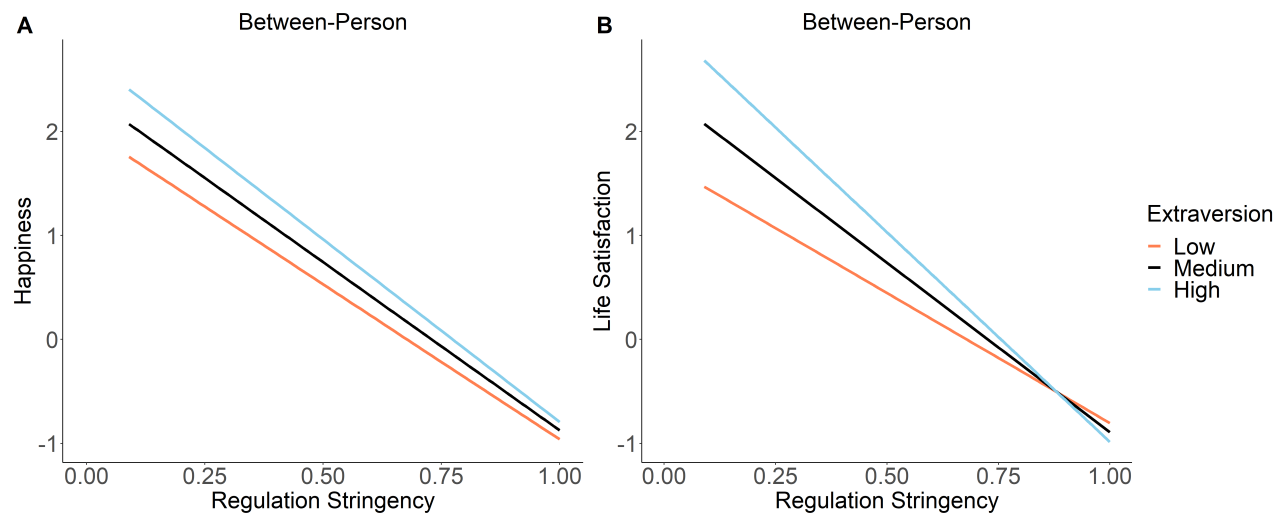 A
Between-Person
Happiness
2
1
0
-1
0.00 0.25 0.50 0.75 1.00
Regulation Stringency
B
Between-Person
Life Satisfaction
2
1
0
-1
0.00 0.25 0.50 0.75 1.00
Regulation Stringency
Extraversion
Low
Medium
High